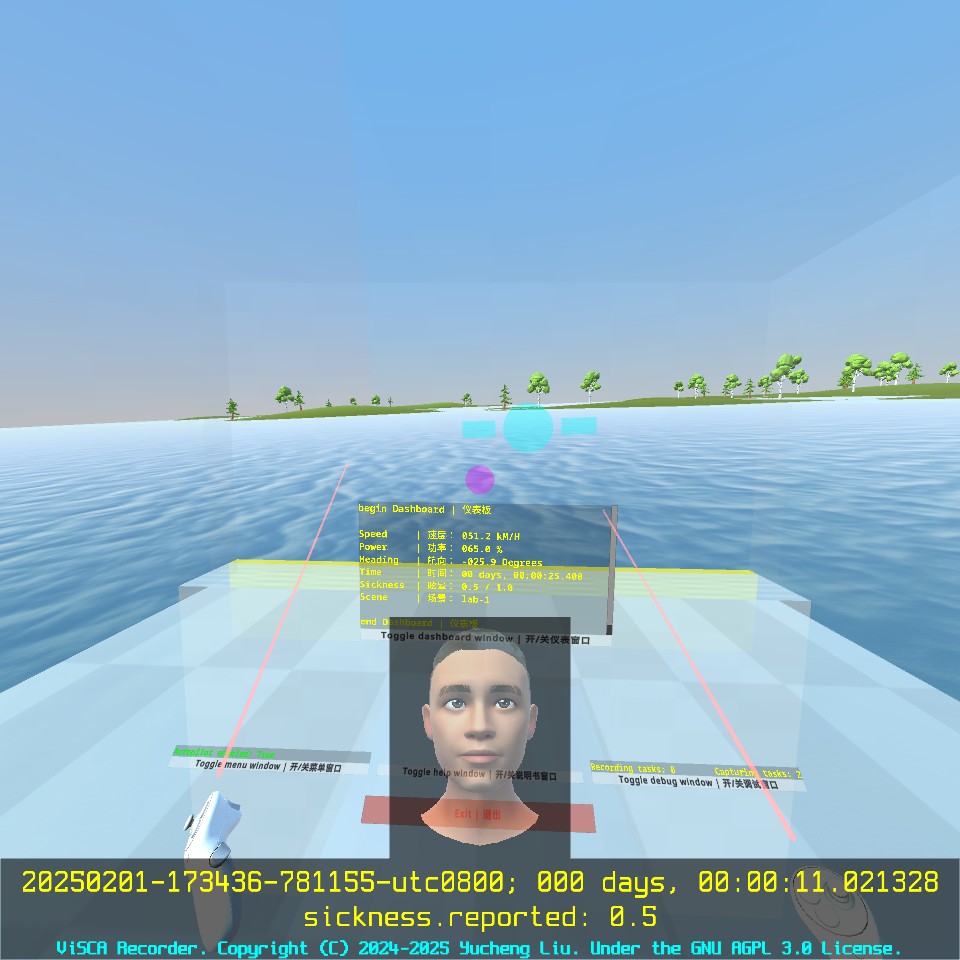 begin Dashboard | 仪表板
Speed | 速度: 051.2 kM/H
Power | 功率: 065.0 %
Heading | 航向: -025.9 Degrees
Time | 时间: 00 days, 00:00:25.400
Sickness | 眩晕: 0.5 / 1.0
Scene | 场景: lab-1
end Dashboard | 仪表板
Toggle dashboard window | 开/关仪表窗口
Toggle menu window | 开/关菜单窗口
Toggle help window | 开/关说明书窗口
Recording tasks: 0 Capturing tasks: 2
Toggle debug window | 开/关调试窗口
Exit | 退出
20250201-173436-781155-utc0800; 000 days, 00:00:11.021328
sickness.reported: 0.5
ViSCA Recorder. Copyright (C) 2024-2025 Yucheng Liu. Under the GNU AGPL 3.0 License.